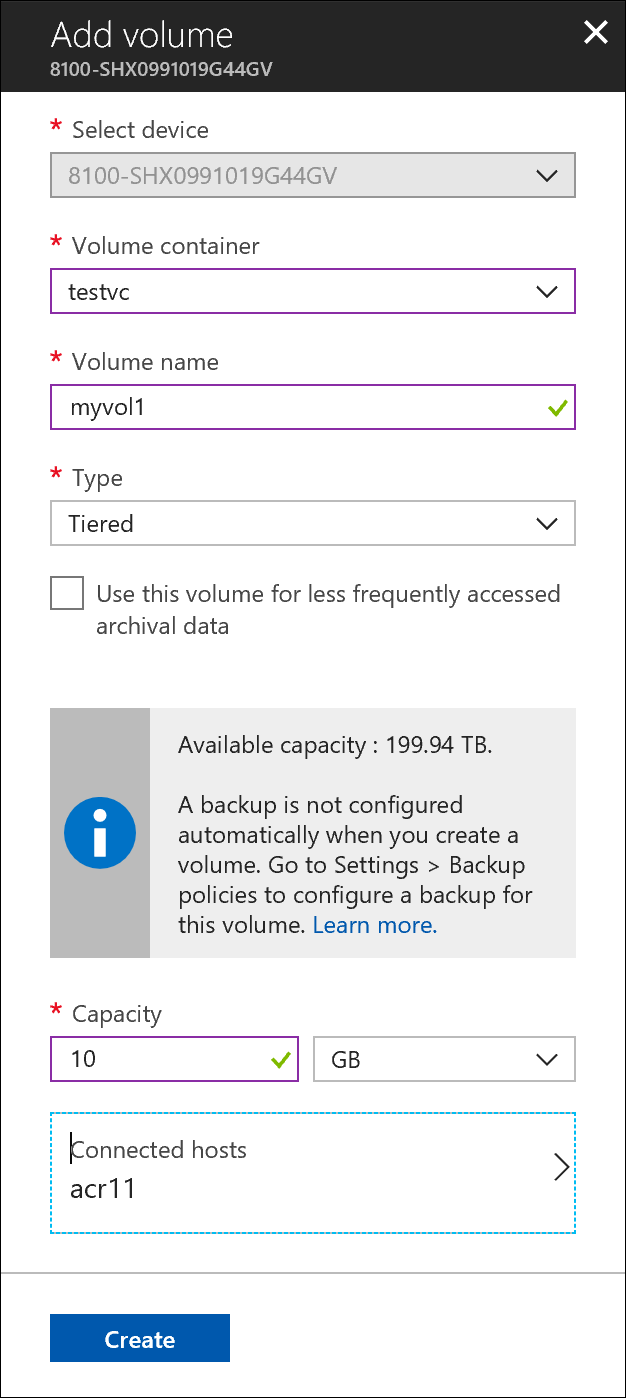 Add volume
8100-SHX0991019G44GV
* Select device
8100-SHX0991019G44GV
* Volume container
testvc
* Volume name
myvol1
* Type
Tiered
Use this volume for less frequently accessed
archival data
Available capacity : 199.94 TB.
A backup is not configured
automatically when you create a
volume. Go to Settings > Backup
policies to configure a backup for
this volume. Learn more.
* Capacity
10 GB
Connected hosts
acr11
Create